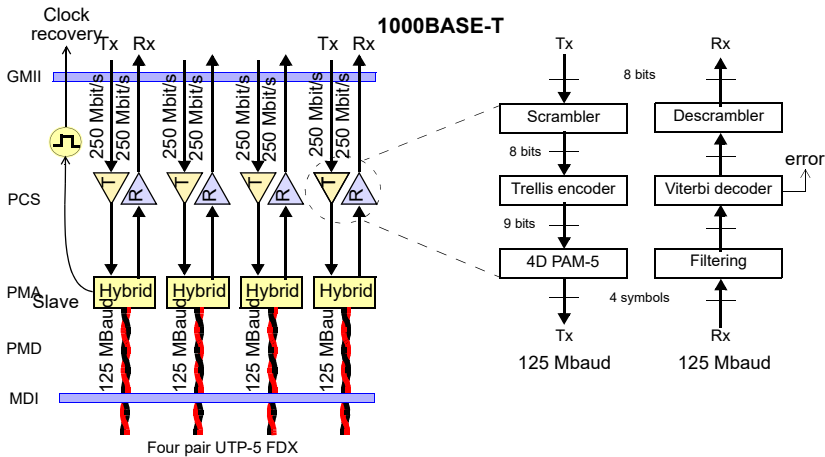 1000BASE-T
Clock
recovery
Tx Rx Tx Rx
GMII
250 Mbit/s 250 Mbit/s 250 Mbit/s 250 Mbit/s 250 Mbit/s 250 Mbit/s 250 Mbit/s 250 Mbit/s
PCS
T R T R T R T R
PMA
Slave
Hybrid Hybrid Hybrid Hybrid
PMD
125 MBaud 125 MBaud 125 MBaud 125 MBaud
MDI
Four pair UTP-5 FDX
Tx Rx
8 bits
Scrambler Descrambler
8 bits
error
Trellis encoder Viterbi decoder
9 bits
4D PAM-5 Filtering
4 symbols
Tx Rx
125 Mbaud 125 Mbaud